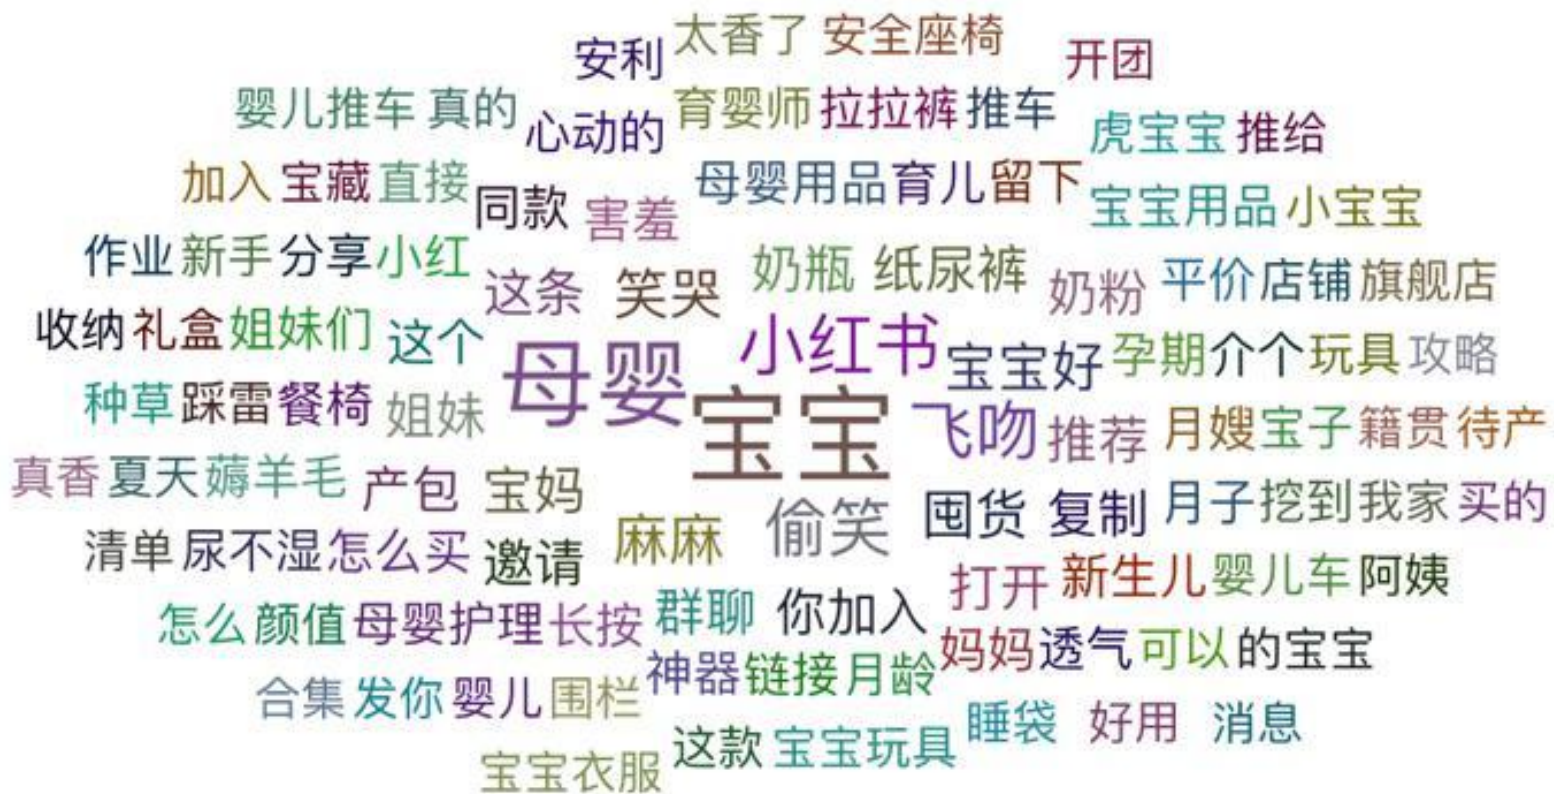 太香了 安全座椅
安利 开团
婴儿推车 真的 心动的 育婴师 拉拉裤 推车 虎宝宝 推给
加入 宝藏 直接 同款 害羞 母婴用品 育儿 留下 宝宝用品 小宝宝
作业 新手 分享 小红 这条 笑哭 奶瓶 纸尿裤 奶粉 平价 店铺 旗舰店
收纳 礼盒 姐妹们 这个 母婴 小红书 宝宝好 孕期 介个 玩具 攻略
种草 踩雷 餐椅 姐妹 宝宝 飞吻 推荐 月嫂 宝子 籍贯 待产
真香 夏天 薅羊毛 产包 宝妈 偷笑 囤货 复制 月子 挖到 我家 买的
清单 尿不湿 怎么买 邀请 麻麻 打开 新生儿 婴儿车 阿姨
怎么 颜值 母婴护理 长按 群聊 你加入 妈妈 透气 可以 的宝宝
合集 发你 婴儿 围栏 神器 链接 月龄 睡袋 好用 消息
宝宝衣服 这款 宝宝玩具